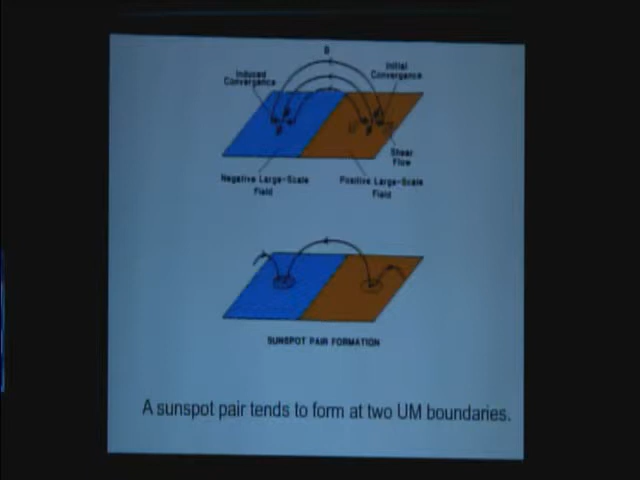 B
Induced
Convergence
Initial
Convergence
Shear
Flow
Negative Large-Scale
Field
Positive Large-Scale
Field
SUNSPOT PAIR FORMATION
A sunspot pair tends to form at two UM boundaries.